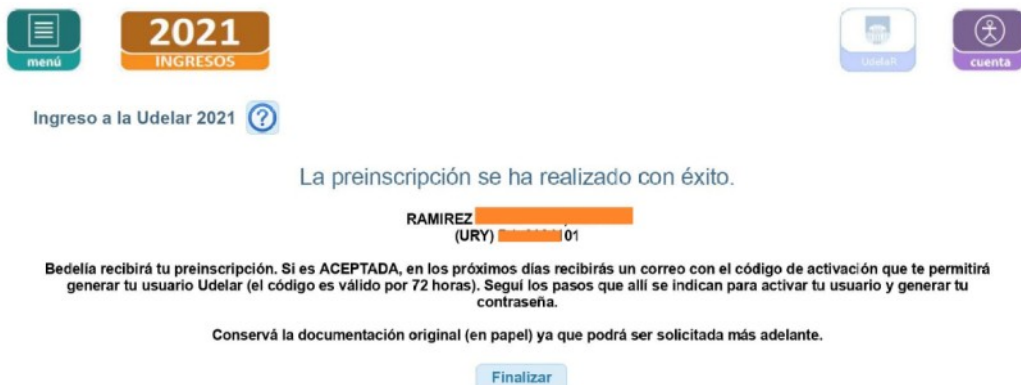 menú
2021
INGRESOS
UdelaR
cuenta
Ingreso a la Udelar 2021 ?
La preinscripción se ha realizado con éxito.
RAMIREZ
(URY) 01
Bedelía recibirá tu preinscripción. Si es ACEPTADA, en los próximos días recibirás un correo con el código de activación que te permitirá
generar tu usuario Udelar (el código es válido por 72 horas). Seguí los pasos que allí se indican para activar tu usuario y generar tu
contraseña.
Conservá la documentación original (en papel) ya que podrá ser solicitada más adelante.
Finalizar